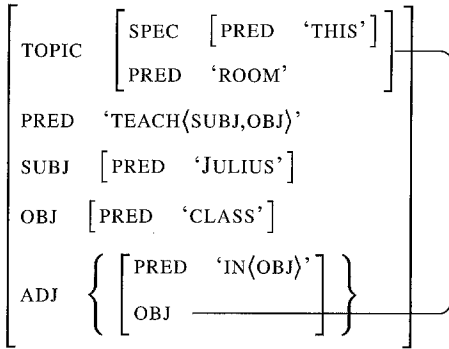 SPEC [PRED ‘THIS’]
TOPIC
PRED ‘ROOM’
PRED ‘TEACH⟨SUBJ,OBJ⟩’
SUBJ [PRED ‘JULIUS’]
OBJ [PRED ‘CLASS’]
PRED ‘IN⟨OBJ⟩’
ADJ
OBJ